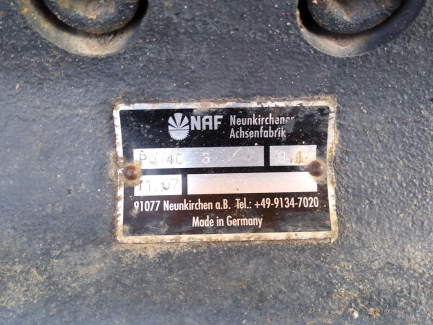 NAF Neunkirchener
Achsenfabrik
91077 Neunkirchen a.B. Tel.: +49-9134-7020
Made in Germany